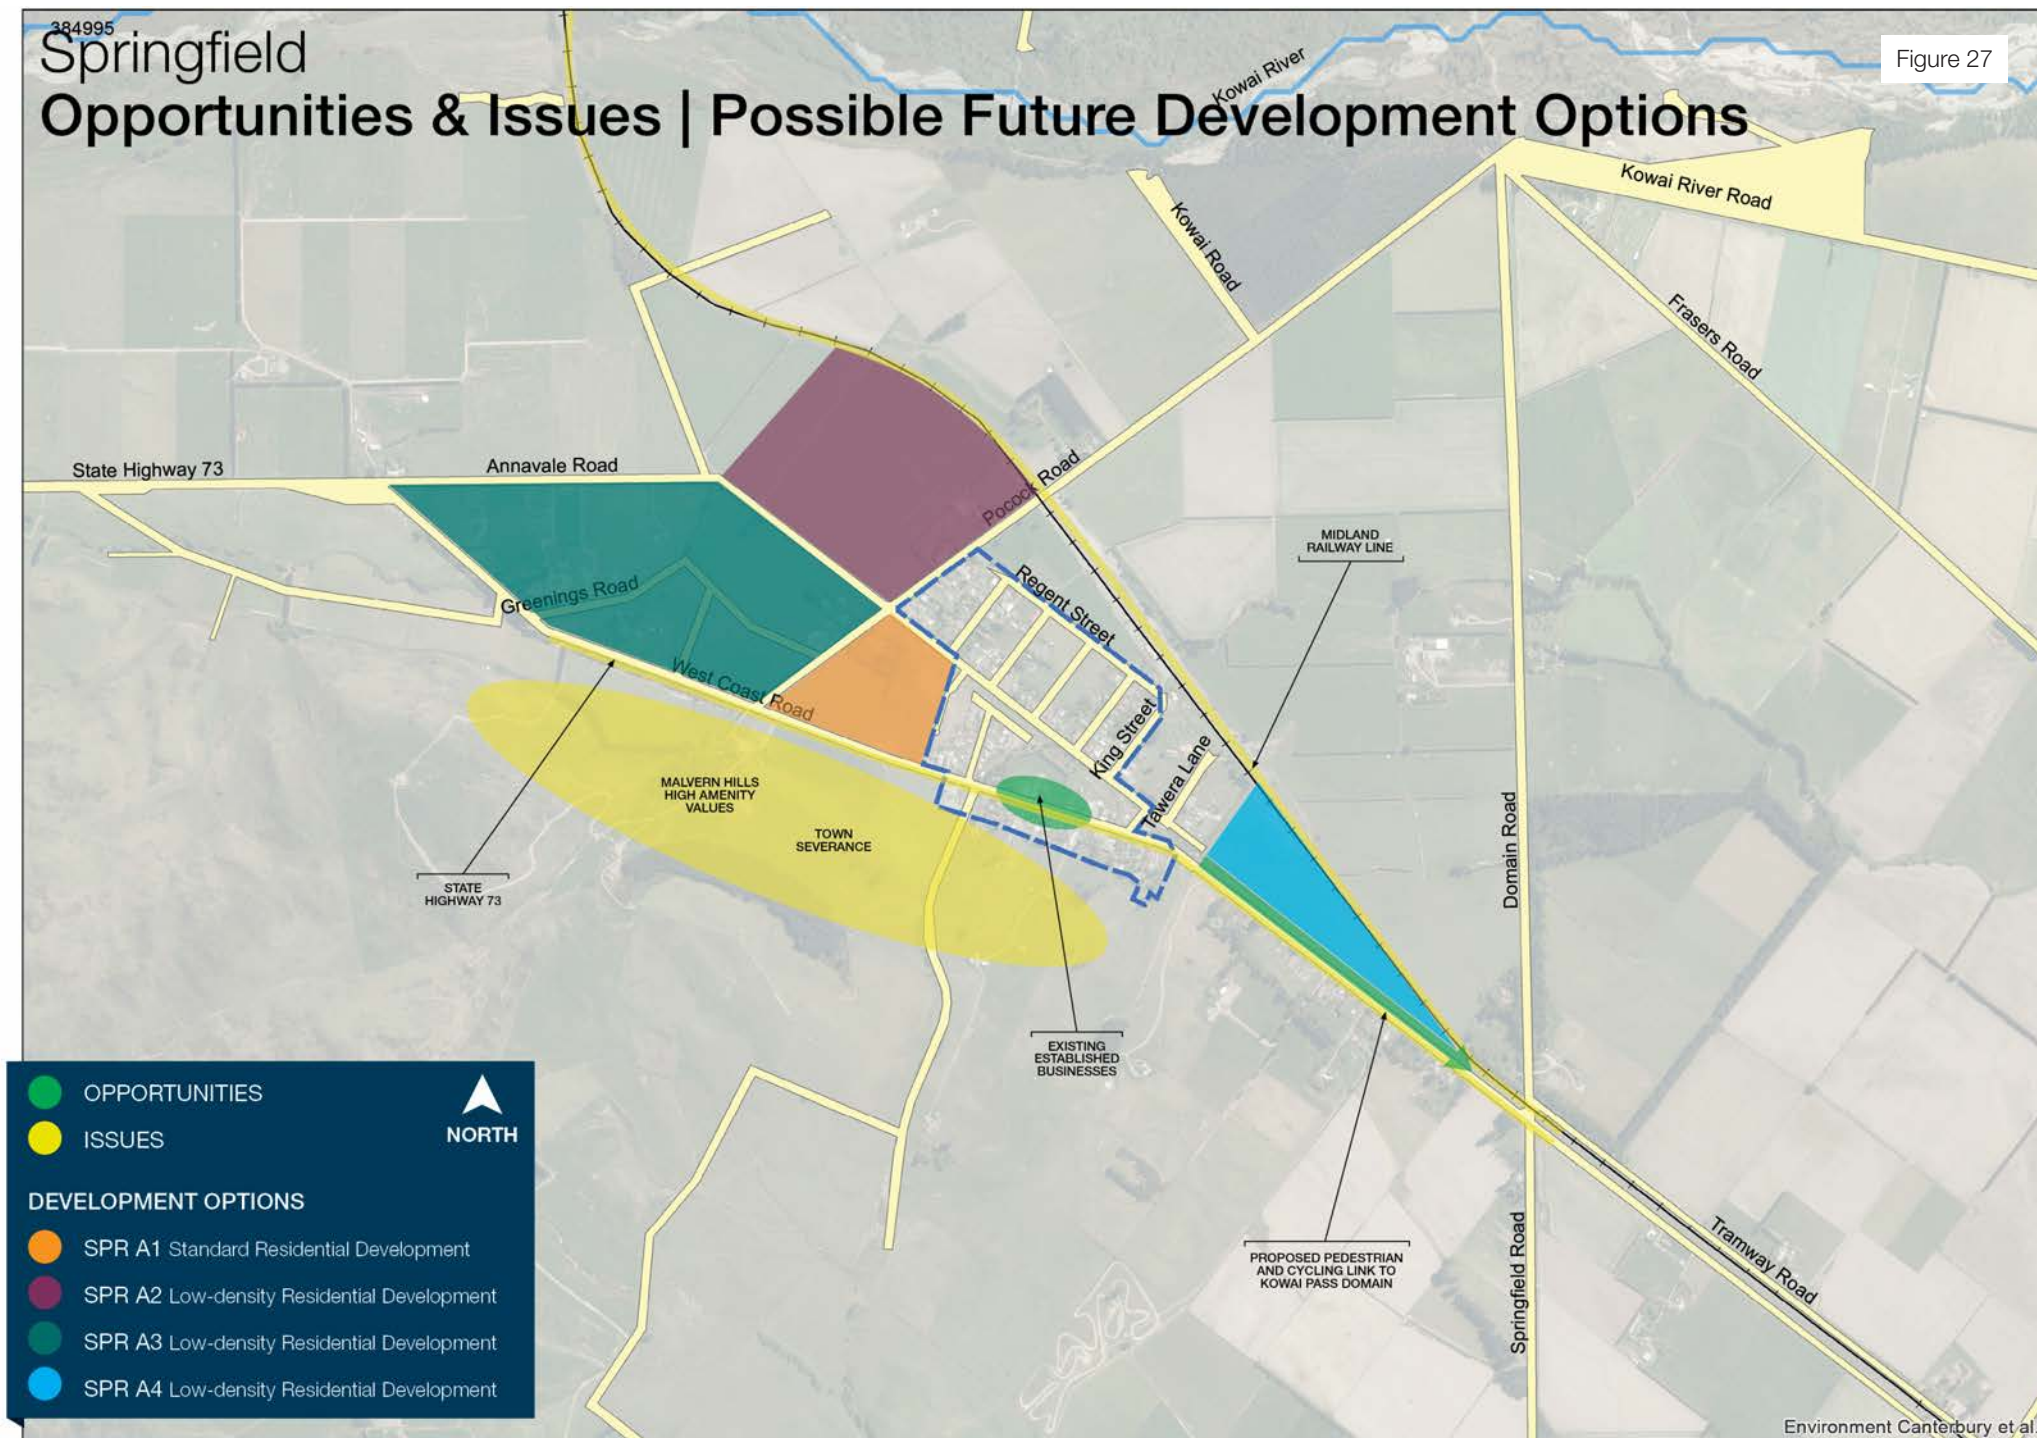 384995
Springfield
Figure 27
Opportunities & Issues | Possible Future Development Options
Kowai River
Kowai River Road
Kowai Road
Frasers Road
State Highway 73
Annavale Road
Pocock Road
MIDLAND
RAILWAY LINE
Regent Street
Greenings Road
West Coast Road
King Street
Tawera Lane
MALVERN HILLS
HIGH AMENITY
VALUES
TOWN
SEVERANCE
Domain Road
STATE
HIGHWAY 73
EXISTING
ESTABLISHED
BUSINESSES
PROPOSED PEDESTRIAN
AND CYCLING LINK TO
KOWAI PASS DOMAIN
Springfield Road
Tramway Road
OPPORTUNITIES
ISSUES
NORTH
DEVELOPMENT OPTIONS
SPR A1 Standard Residential Development
SPR A2 Low-density Residential Development
SPR A3 Low-density Residential Development
SPR A4 Low-density Residential Development
Environment Canterbury et al